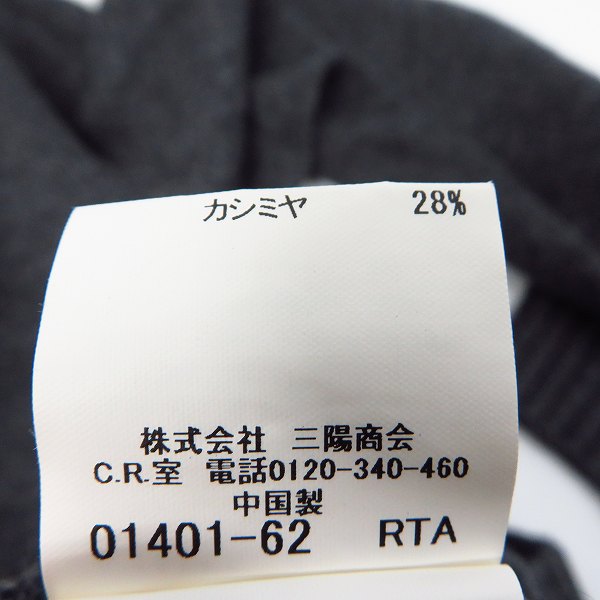 カシミヤ 28%
株式会社 三陽商会
C.R.室 電話0120-340-460
中国製
01401-62 RTA